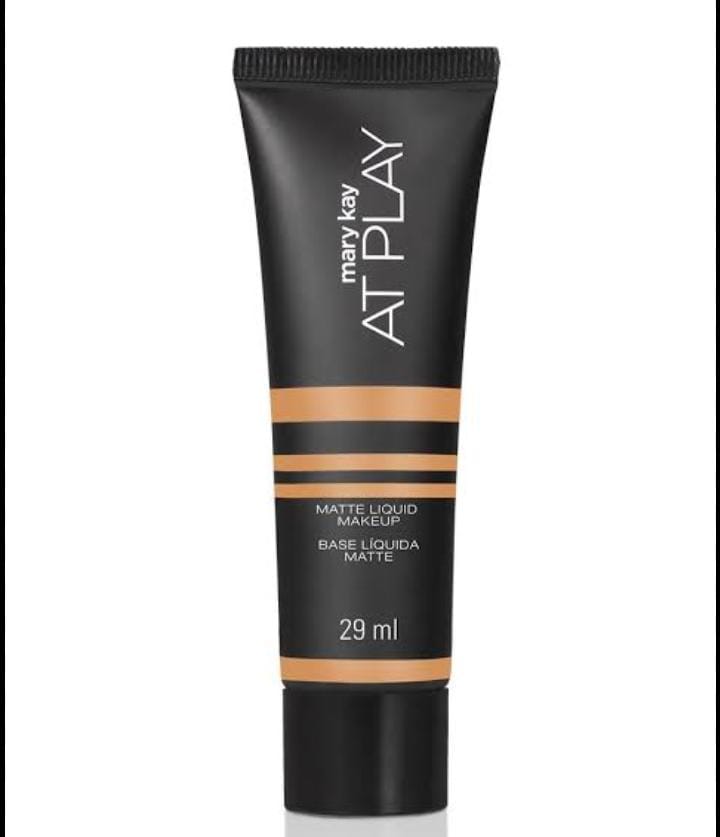 mary kay
AT PLAY
MATTE LIQUID
MAKEUP
BASE LÍQUIDA
MATTE
29 ml